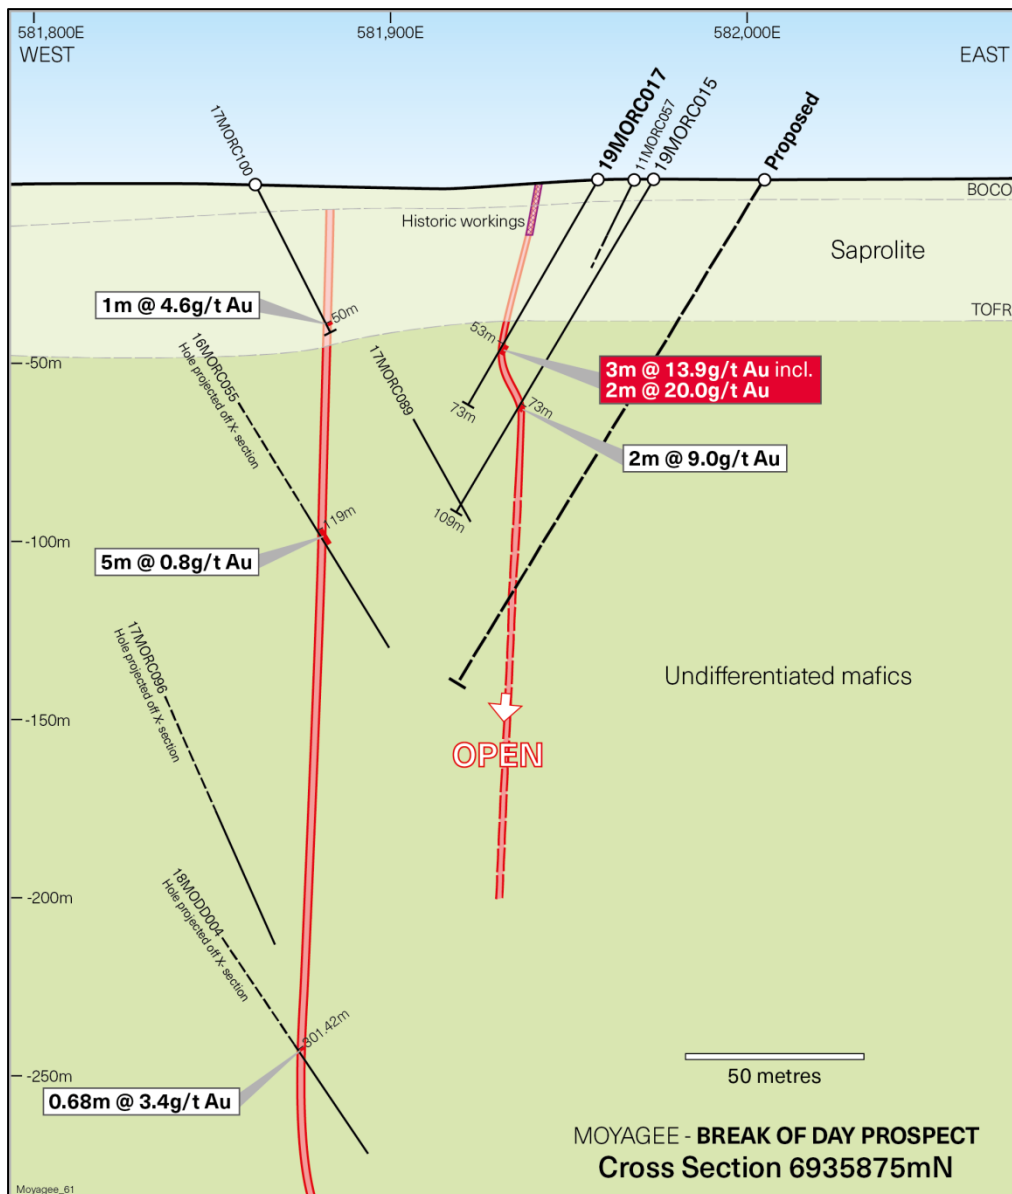 581,800E
581,900E
582,000E
WEST
EAST
17MORC100
19MORC017
11MORC057
19MORC015
Proposed
BOCO
Historic workings
Saprolite
1m @ 4.6g/t Au
50m
TOFR
53m
-50m
16MORC055
Hole projected off X- section
17MORC089
3m @ 13.9g/t Au incl.
2m @ 20.0g/t Au
73m
73m
2m @ 9.0g/t Au
119m
109m
-100m
5m @ 0.8g/t Au
17MORC096
Hole projected off X- section
Undifferentiated mafics
-150m
OPEN
18MODD004
Hole projected off X- section
-200m
301.42m
-250m
50 metres
0.68m @ 3.4g/t Au
MOYAGEE - BREAK OF DAY PROSPECT
Cross Section 6935875mN
Moyagee_61